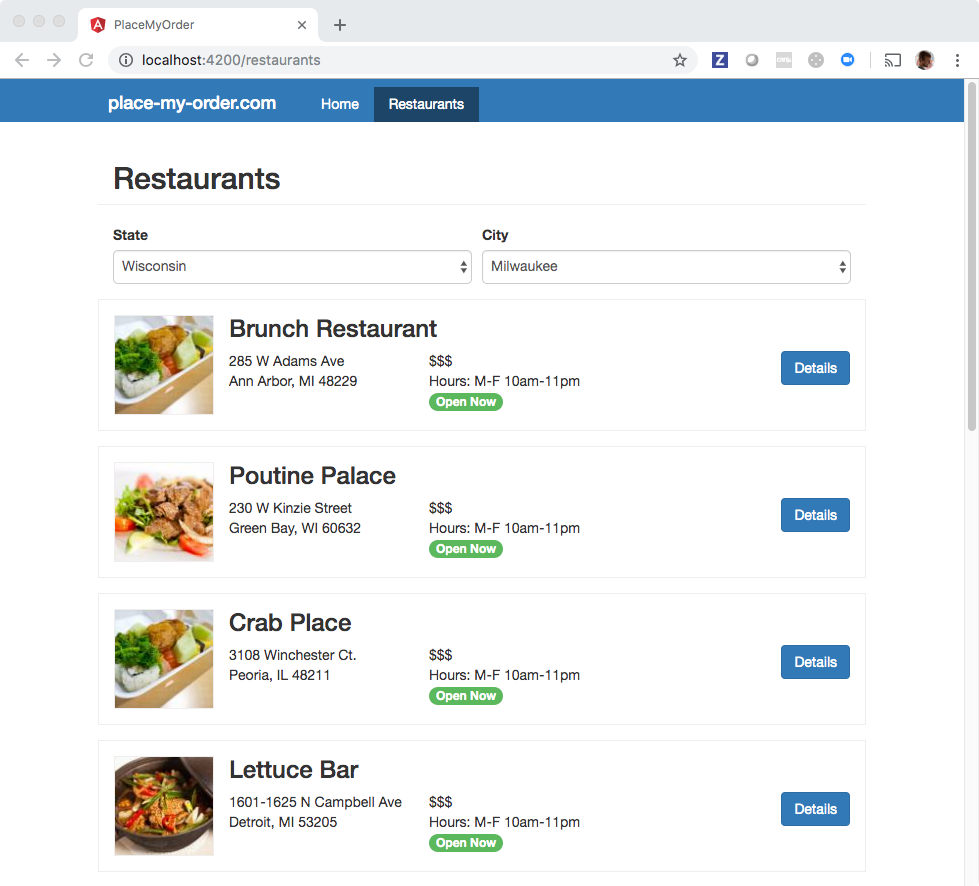 PlaceMyOrder
localhost:4200/restaurants
Z
place-my-order.com Home Restaurants
Restaurants
State City
Wisconsin Milwaukee
Brunch Restaurant
285 W Adams Ave $$$
Ann Arbor, MI 48229 Hours: M-F 10am-11pm
Open Now
Details
Poutine Palace
230 W Kinzie Street $$$
Green Bay, WI 60632 Hours: M-F 10am-11pm
Open Now
Details
Crab Place
3108 Winchester Ct. $$$
Peoria, IL 48211 Hours: M-F 10am-11pm
Open Now
Details
Lettuce Bar
1601-1625 N Campbell Ave $$$
Detroit, MI 53205 Hours: M-F 10am-11pm
Open Now
Details